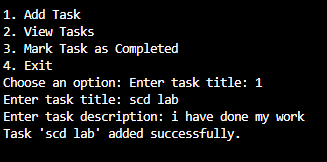 1. Add Task
2. View Tasks
3. Mark Task as Completed
4. Exit
Choose an option: Enter task title: 1
Enter task title: scd lab
Enter task description: i have done my work
Task 'scd lab' added successfully.